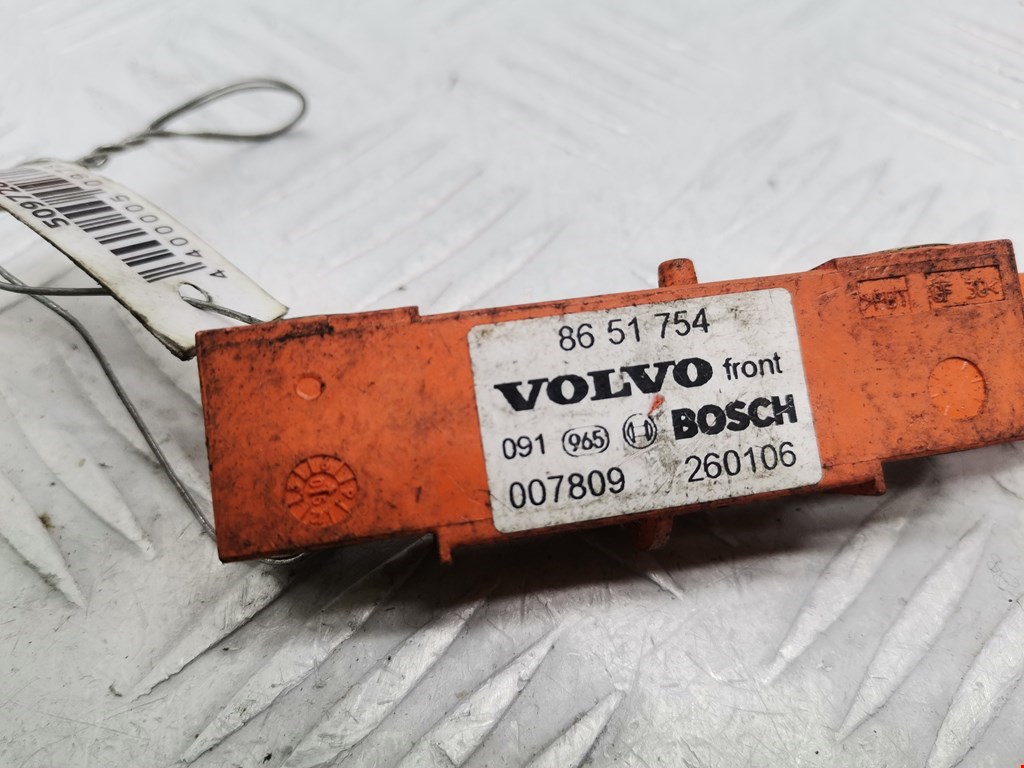 86 51 754
VOLVO front
091 965 H BOSCH
007809 260106